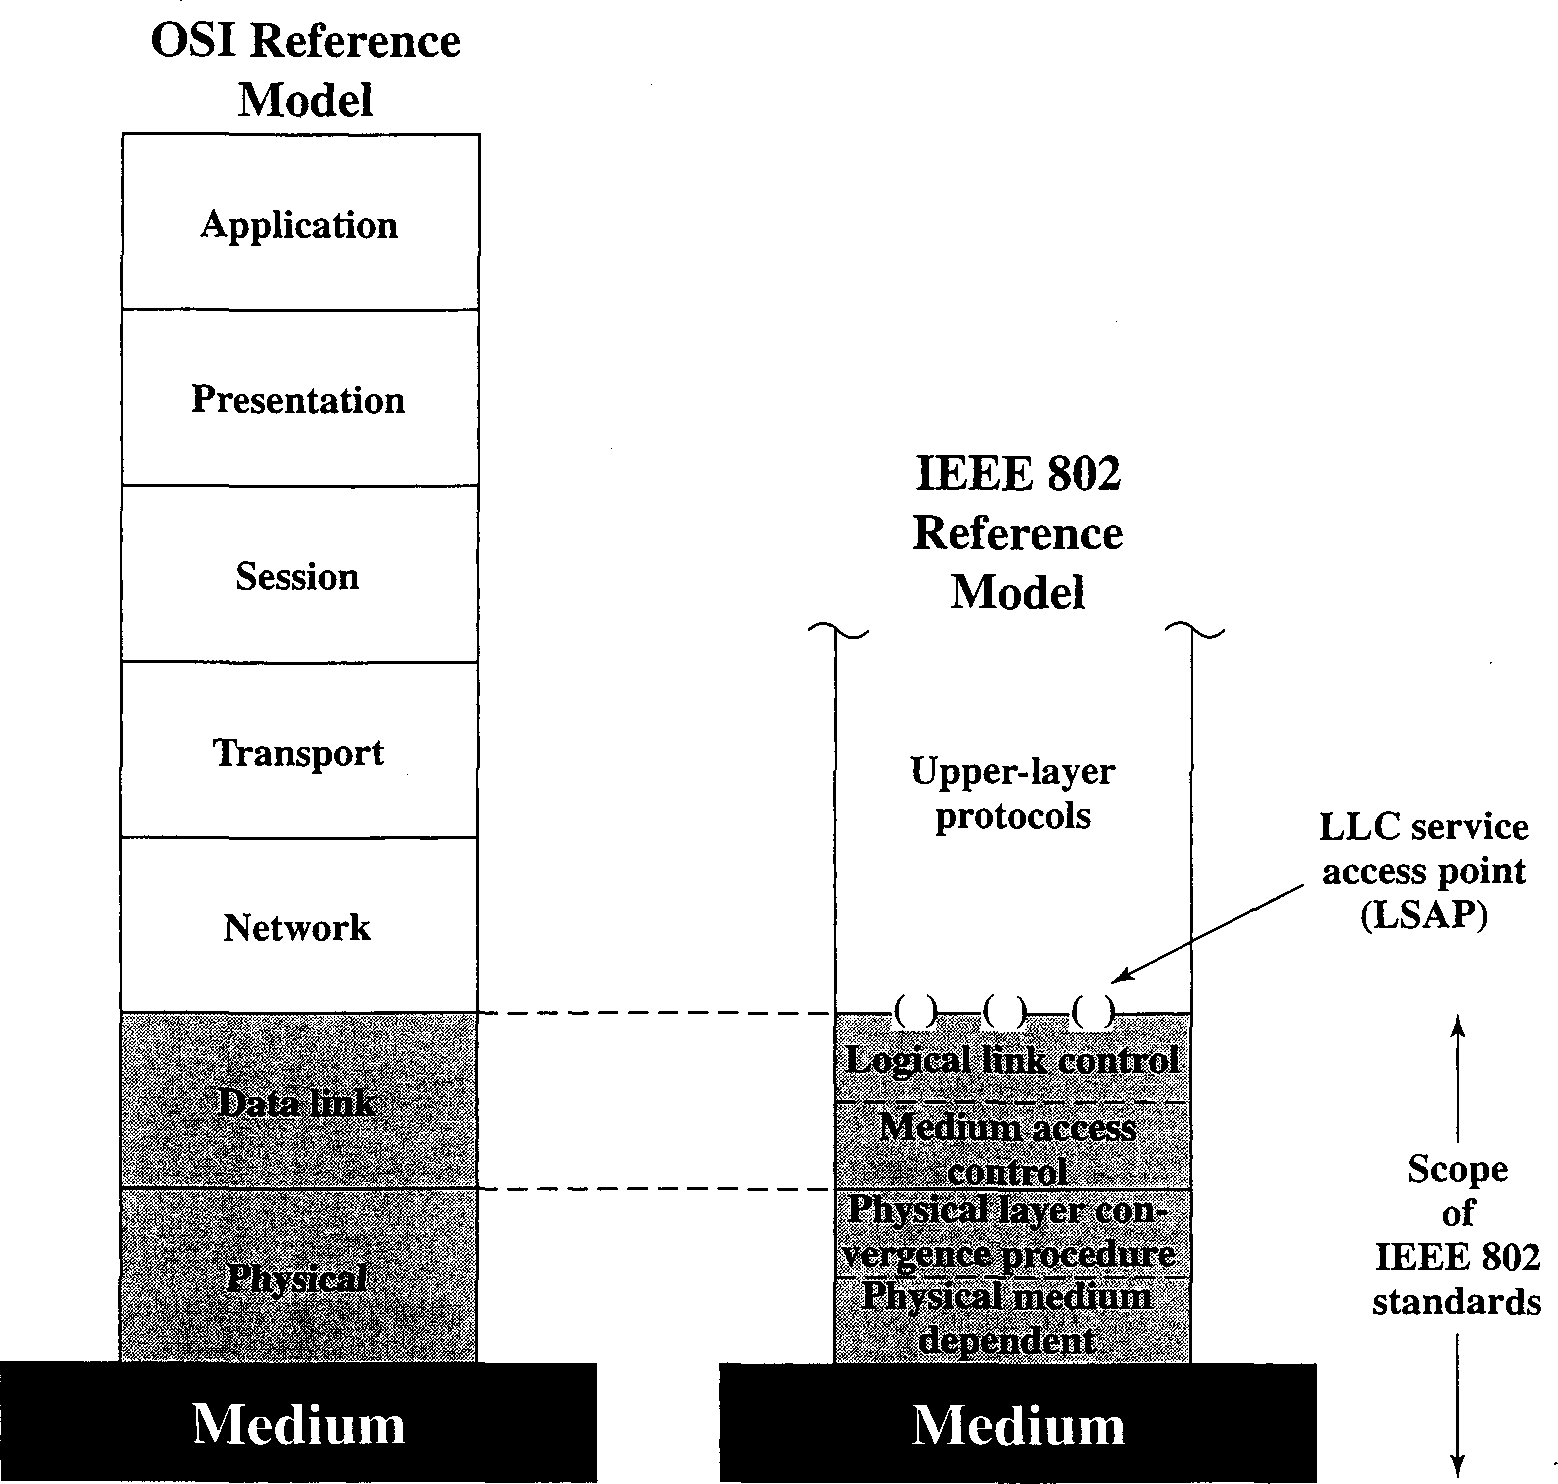 OSI Reference
Model
Application
Presentation
Session
Transport
Network
Data link
Physical
Medium
IEEE 802
Reference
Model
Upper-layer
protocols
LLC service
access point
(LSAP)
( ) ( ) ( )
Logical link control
Medium access
control
Physical layer con-
vergence procedure
Physical medium
dependent
Medium
Scope
of
IEEE 802
standards